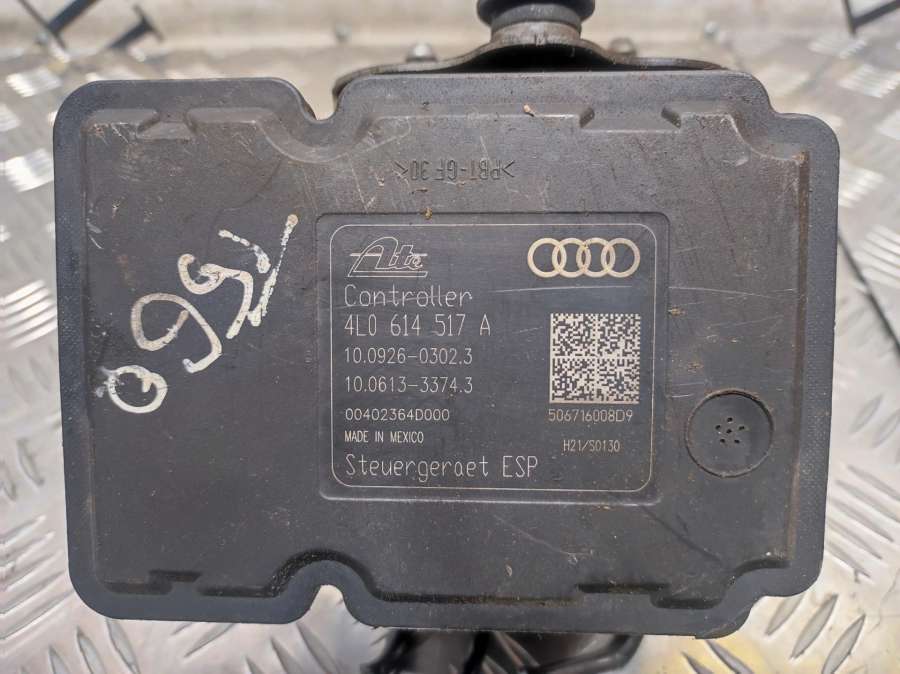 >PBT-GF 30<
Ate
Controller
4L0 614 517 A
10.0926-0302.3
10.0613-3374.3
00402364D000
506716008D9
MADE IN MEXICO
H21/S0130
Steuergeraet ESP